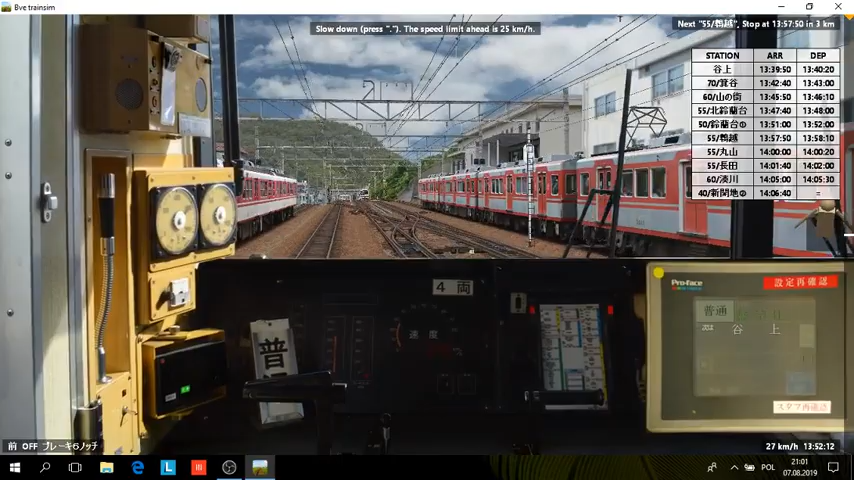 Bve trainsim
Slow down (press "."). The speed limit ahead is 25 km/h.
Next "55/鵯越", Stop at 13:57:50 in 3 km
STATION ARR DEP
谷上 13:39:50 13:40:20
70/箕谷 13:42:40 13:43:00
60/山の街 13:45:50 13:46:10
55/北鈴蘭台 13:47:40 13:48:00
50/鈴蘭台 13:51:00 13:52:00
55/鵯越 13:57:50 13:58:10
55/丸山 14:00:00 14:00:20
55/長田 14:01:40 14:02:00
60/湊川 14:05:00 14:05:30
40/新開地 14:06:40 =
4両
Pro-face
設定再確認
普通
谷上
速度
普
スタフ再確認
前 OFF ブレーキ6ノッチ
27 km/h 13:52:12
POL
21:01
07.08.2019